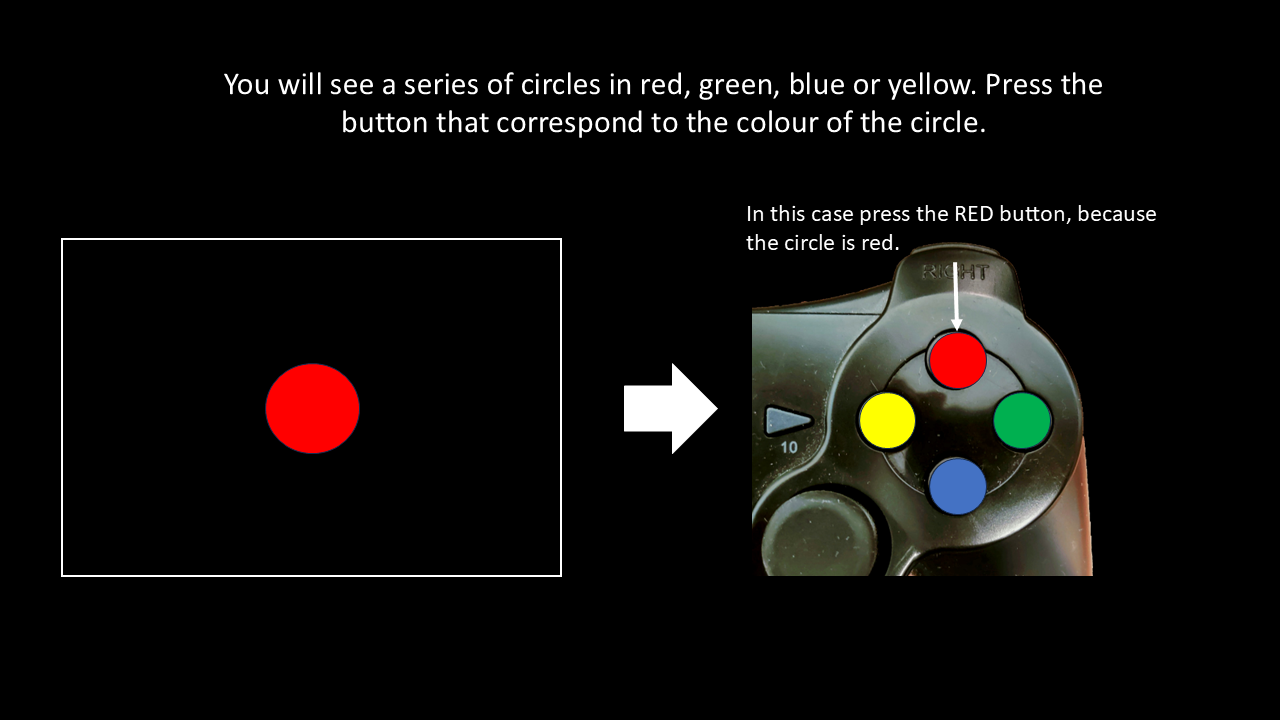 You will see a series of circles in red, green, blue or yellow. Press the
button that correspond to the colour of the circle.
In this case press the RED button, because
the circle is red.
RIGHT
10